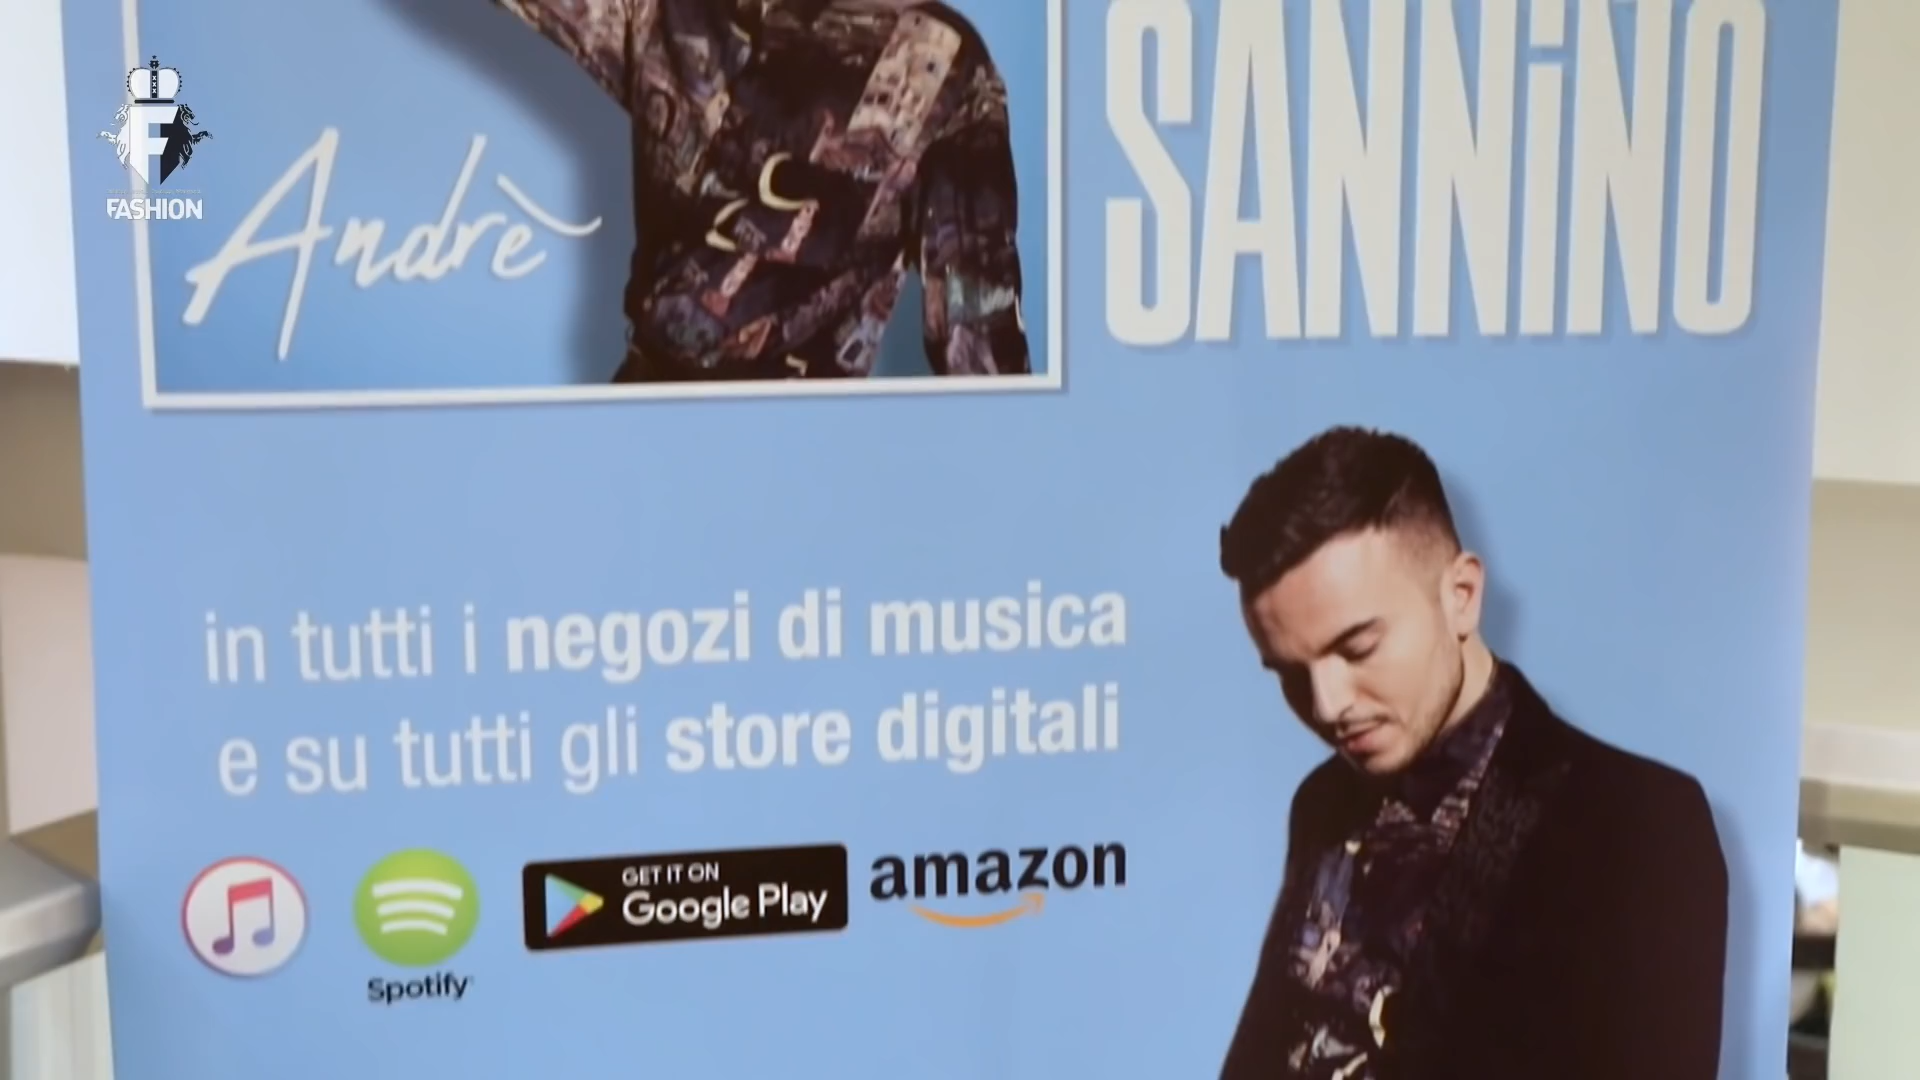 SANNiNO
Andrè
FASHION
in tutti i negozi di musica
e su tutti gli store digitali
GET IT ON
Google Play
amazon
Spotify